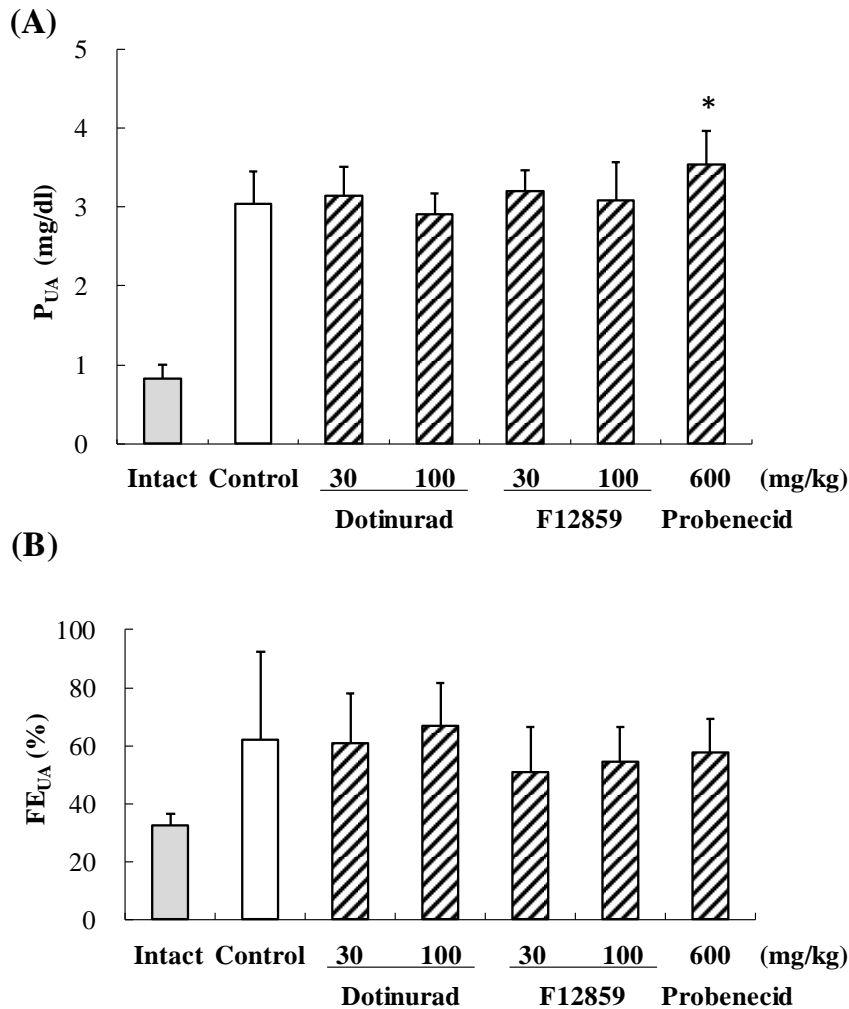 (A)
5
4
3
2
1
0
P_UA (mg/dl)
*
Intact Control 30 100 30 100 600 (mg/kg)
Dotinurad F12859 Probenecid
(B)
100
80
60
40
20
0
FE_UA (%)
Intact Control 30 100 30 100 600 (mg/kg)
Dotinurad F12859 Probenecid